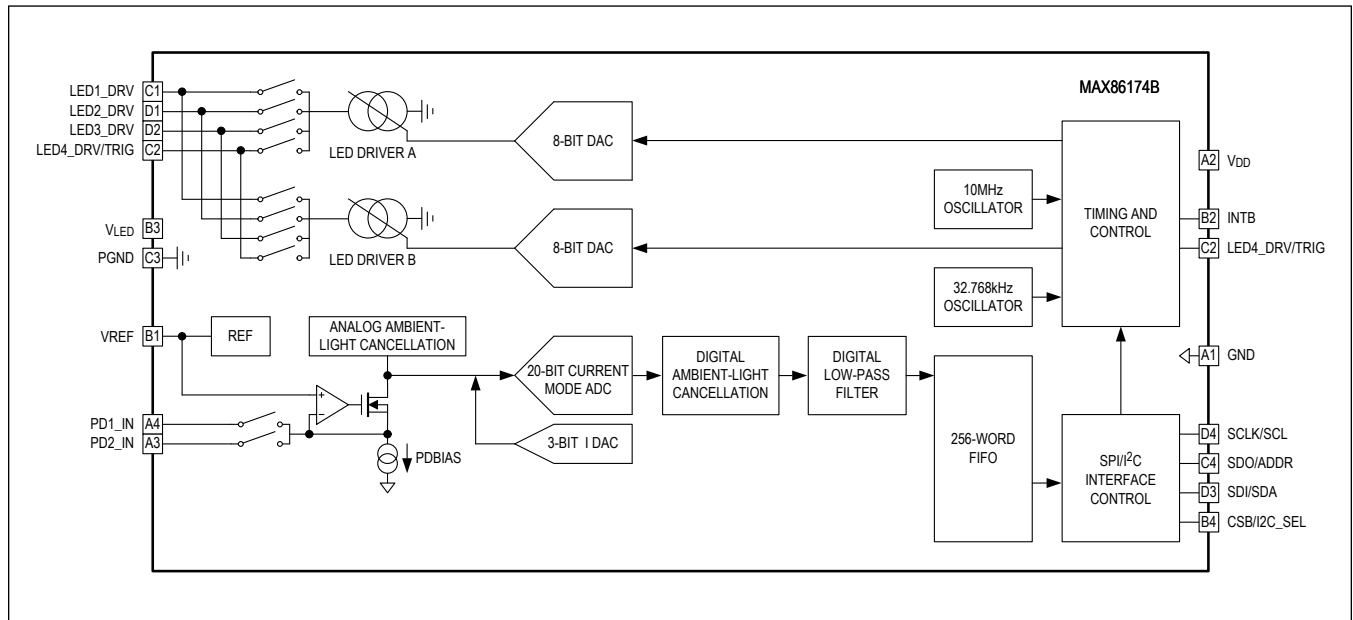 MAX86174B
LED1_DRV C1
LED2_DRV D1
LED3_DRV D2
LED4_DRV/TRIG C2
LED DRIVER A
8-BIT DAC
VLED B3
PGND C3
LED DRIVER B
8-BIT DAC
10MHz
OSCILLATOR
32.768kHz
OSCILLATOR
TIMING AND
CONTROL
A2 VDD
B2 INTB
C2 LED4_DRV/TRIG
A1 GND
VREF B1
REF
ANALOG AMBIENT-
LIGHT CANCELLATION
+
−
PD1_IN A4
PD2_IN A3
PDBIAS
20-BIT CURRENT
MODE ADC
3-BIT I DAC
DIGITAL
AMBIENT-LIGHT
CANCELLATION
DIGITAL
LOW-PASS
FILTER
256-WORD
FIFO
SPI/I²C
INTERFACE
CONTROL
D4 SCLK/SCL
C4 SDO/ADDR
D3 SDI/SDA
B4 CSB/I2C_SEL